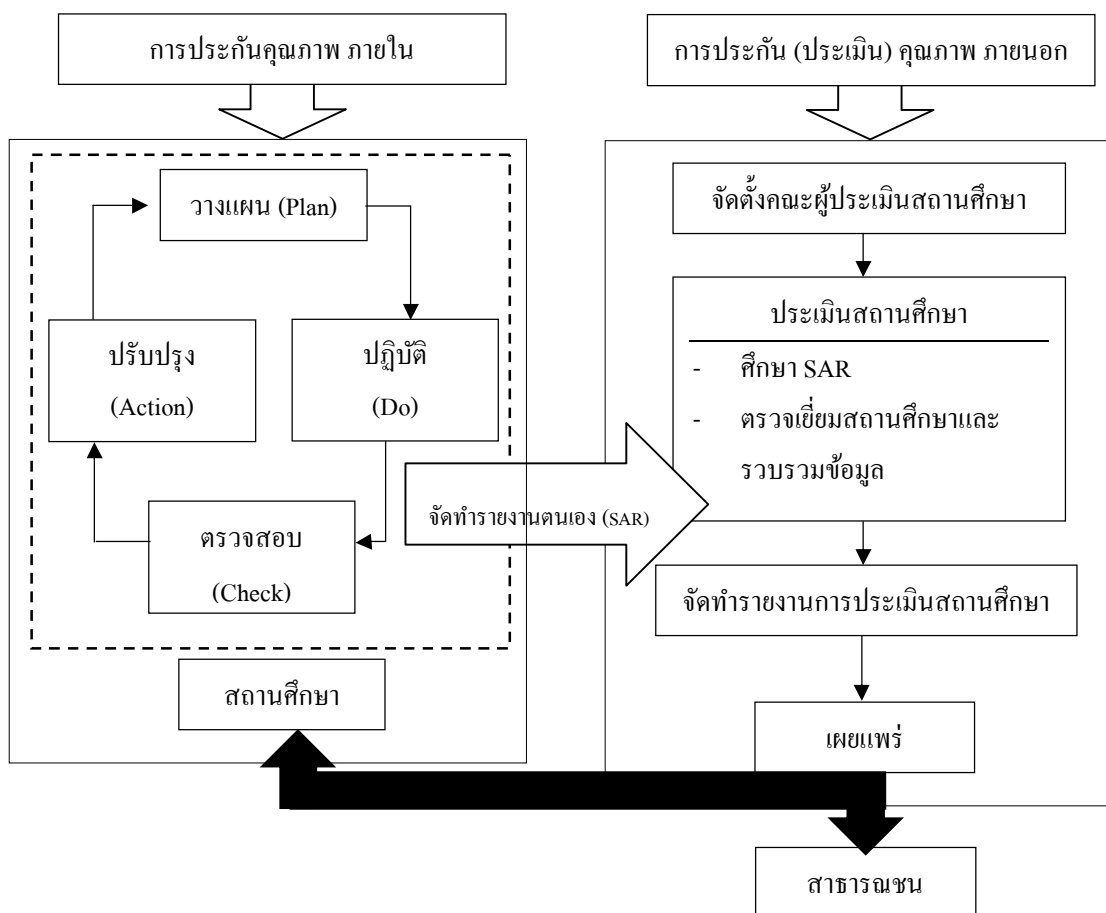 การประกันคุณภาพ ภายใน
วางแผน (Plan)
ปรับปรุง
(Action)
ปฏิบัติ
(Do)
ตรวจสอบ
(Check)
สถานศึกษา
จัดทำรายงานตนเอง (SAR)
การประกัน (ประเมิน) คุณภาพ ภายนอก
จัดตั้งคณะผู้ประเมินสถานศึกษา
ประเมินสถานศึกษา
- ศึกษา SAR
- ตรวจเยี่ยมสถานศึกษาและ
รวบรวมข้อมูล
จัดทำรายงานการประเมินสถานศึกษา
เผยแพร่
สาธารณชน